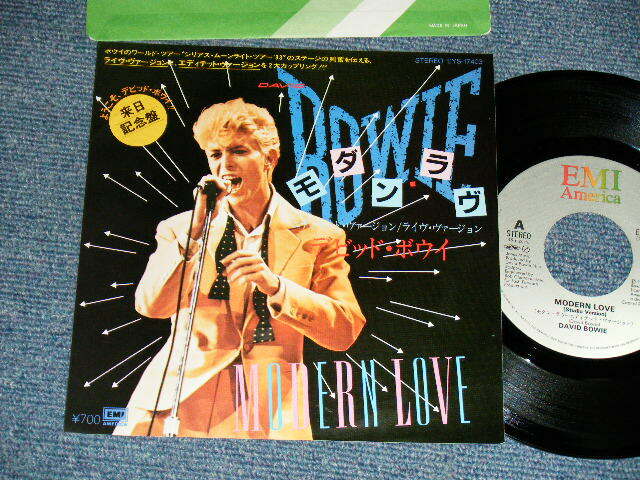 MADE IN JAPAN
ボウイのワールド・ツアー"シリアス・ムーンライト・ツアー'83"のステージの興奮を伝える、
ライヴ・ヴァージョンとエディテット・ヴァージョンを2大カップリング!!
STEREO EYS-17403
ようこそ、デビッド・ボウイ!
来日
記念盤
DAVID
BOWIE
モダン・ラヴ
ヴァージョン/ライヴ・ヴァージョン
ッド・ボウイ
MODERN LOVE
¥700
EMI
AMERICA
EMI
America
A
STEREO
MODERN LOVE
(Studio Version)
DAVID BOWIE